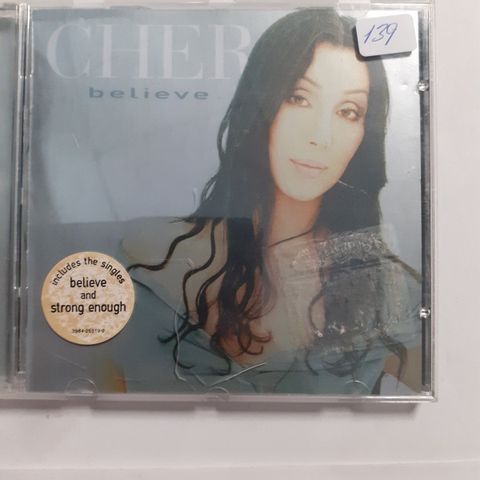 CHER
139
believe
includes the singles
believe
and
strong enough